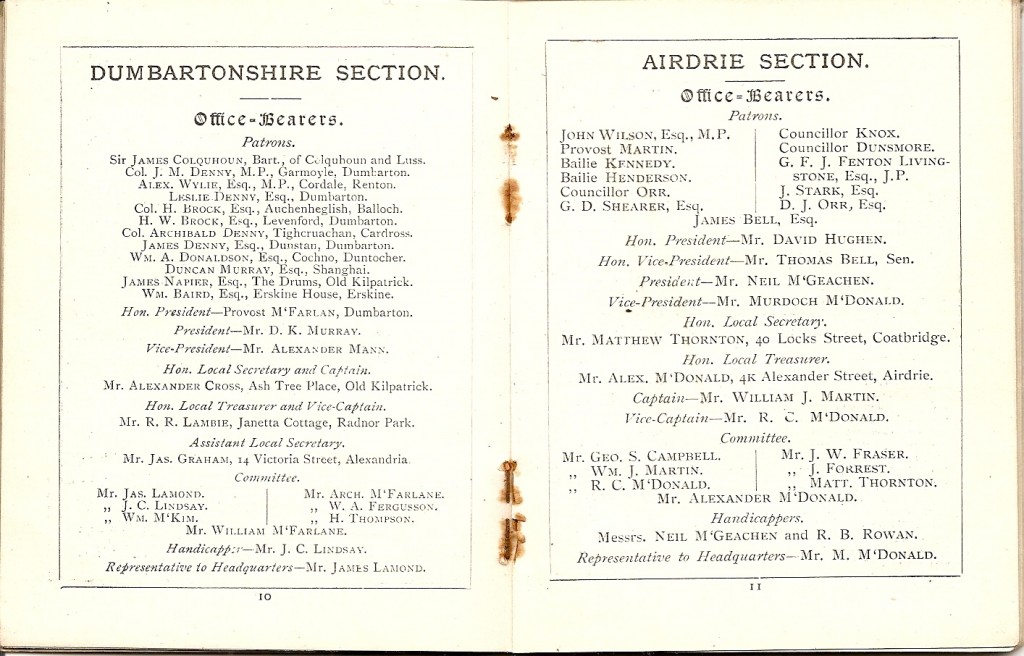 DUMBARTONSHIRE SECTION.
Office-Bearers.
Patrons.
Sir JAMES COLQUHOUN, Bart., of Colquhoun and Luss.
Col. J. M. DENNY, M.P., Garmoyle, Dumbarton.
ALEX. WYLIE, Esq., M.P., Cordale, Renton.
LESLIE DENNY, Esq., Dumbarton.
Col. H. BROCK, Esq., Auchenheglish, Balloch.
H. W. BROCK, Esq., Levenford, Dumbarton.
Col. ARCHIBALD DENNY, Tighcruachan, Cardross.
JAMES DENNY, Esq., Dunstan, Dumbarton.
WM. A. DONALDSON, Esq., Cochno, Duntocher.
DUNCAN MURRAY, Esq., Shanghai.
JAMES NAPIER, Esq., The Drums, Old Kilpatrick.
WM. BAIRD, Esq., Erskine House, Erskine.
Hon. President—Provost M‘FARLAN, Dumbarton.
President—Mr. D. K. MURRAY.
Vice-President—Mr. ALEXANDER MANN.
Hon. Local Secretary and Captain.
Mr. ALEXANDER CROSS, Ash Tree Place, Old Kilpatrick.
Hon. Local Treasurer and Vice-Captain.
Mr. R. R. LAMBIE, Janetta Cottage, Radnor Park.
Assistant Local Secretary.
Mr. JAS. GRAHAM, 14 Victoria Street, Alexandria.
Committee.
Mr. JAS. LAMOND.
„ J. C. LINDSAY.
„ WM. M‘KIM.
Mr. ARCH. M‘FARLANE.
„ W. A. FERGUSSON.
„ H. THOMPSON.
Mr. WILLIAM M‘FARLANE.
Handicapper—Mr. J. C. LINDSAY.
Representative to Headquarters—Mr. JAMES LAMOND.
10
AIRDRIE SECTION.
Office-Bearers.
Patrons.
JOHN WILSON, Esq., M.P.
Provost MARTIN.
Bailie KENNEDY.
Bailie HENDERSON.
Councillor ORR.
G. D. SHEARER, Esq.
Councillor KNOX.
Councillor DUNSMORE.
G. F. J. FENTON LIVING-
STONE, Esq., J.P.
J. STARK, Esq.
D. J. ORR, Esq.
JAMES BELL, Esq.
Hon. President—Mr. DAVID HUGHEN.
Hon. Vice-President—Mr. THOMAS BELL, Sen.
President—Mr. NEIL M‘GEACHEN.
Vice-President—Mr. MURDOCH M‘DONALD.
Hon. Local Secretary.
Mr. MATTHEW THORNTON, 40 Locks Street, Coatbridge.
Hon. Local Treasurer.
Mr. ALEX. M‘DONALD, 4K Alexander Street, Airdrie.
Captain—Mr. WILLIAM J. MARTIN.
Vice-Captain—Mr. R. C. M‘DONALD.
Committee.
Mr. GEO. S. CAMPBELL.
„ WM. J. MARTIN.
„ R. C. M‘DONALD.
Mr. J. W. FRASER.
„ J. FORREST.
„ MATT. THORNTON.
Mr. ALEXANDER M‘DONALD.
Handicappers.
Messrs. NEIL M‘GEACHEN and R. B. ROWAN.
Representative to Headquarters—Mr. M. M‘DONALD.
11